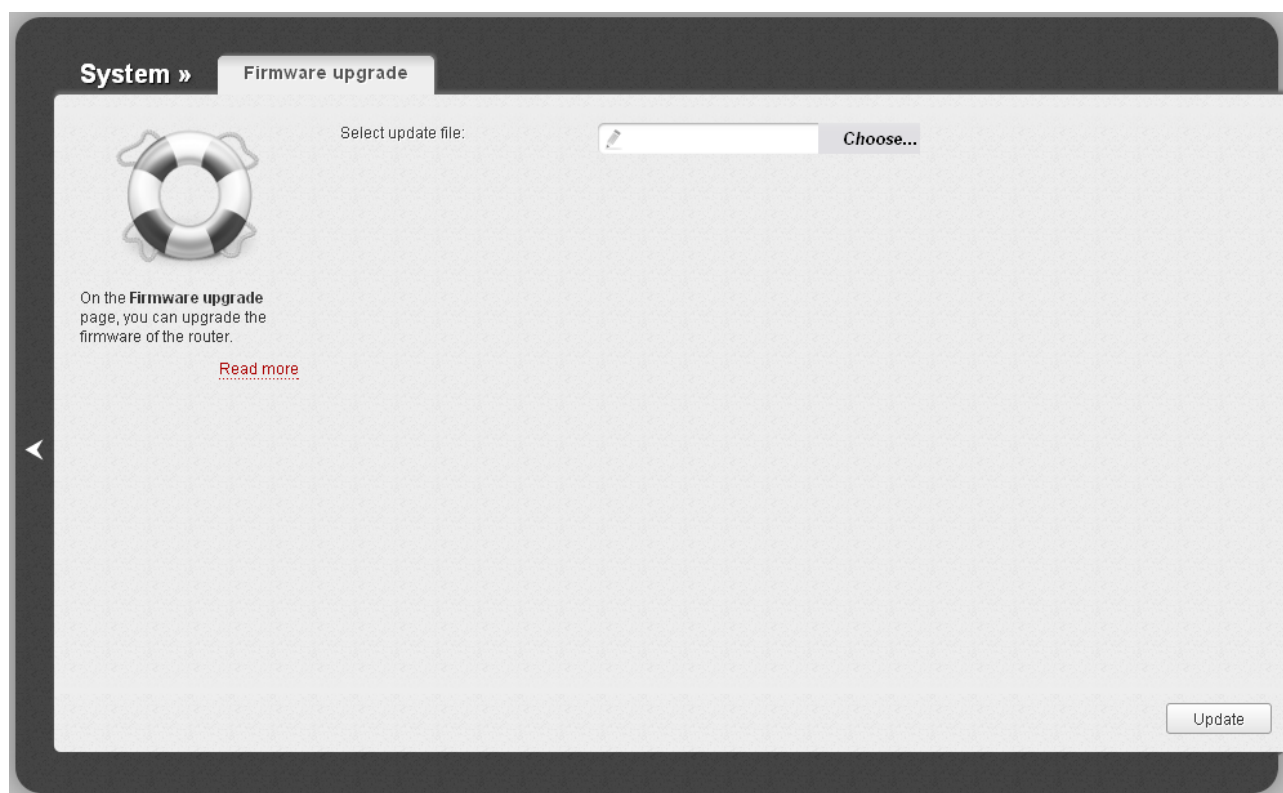 System » Firmware upgrade
Select update file: Choose...
On the Firmware upgrade
page, you can upgrade the
firmware of the router.
Read more
Update